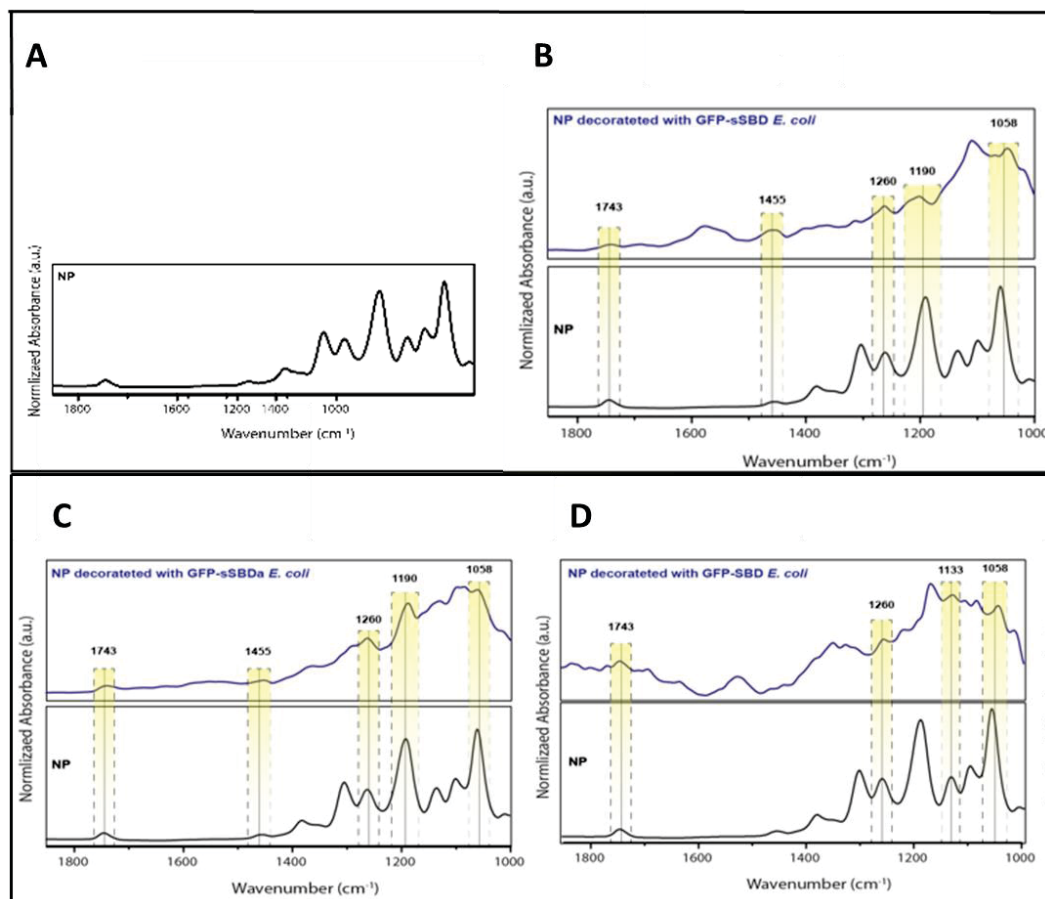 A
NP
Normlizaed Absorbance (a.u.)
1800 1600 1200 1400 1000
Wavenumber (cm⁻¹)
B
NP decorateted with GFP-sSBD E. coli
1743 1455 1260 1190 1058
NP
Normlizaed Absorbance (a.u.)
1800 1600 1400 1200 1000
Wavenumber (cm⁻¹)
C
NP decorateted with GFP-sSBDa E. coli
1743 1455 1260 1190 1058
NP
Normlizaed Absorbance (a.u.)
1800 1600 1400 1200 1000
Wavenumber (cm⁻¹)
D
NP decorateted with GFP-SBD E. coli
1743 1260 1133 1058
NP
Normlizaed Absorbance (a.u.)
1800 1600 1400 1200 1000
Wavenumber (cm⁻¹)